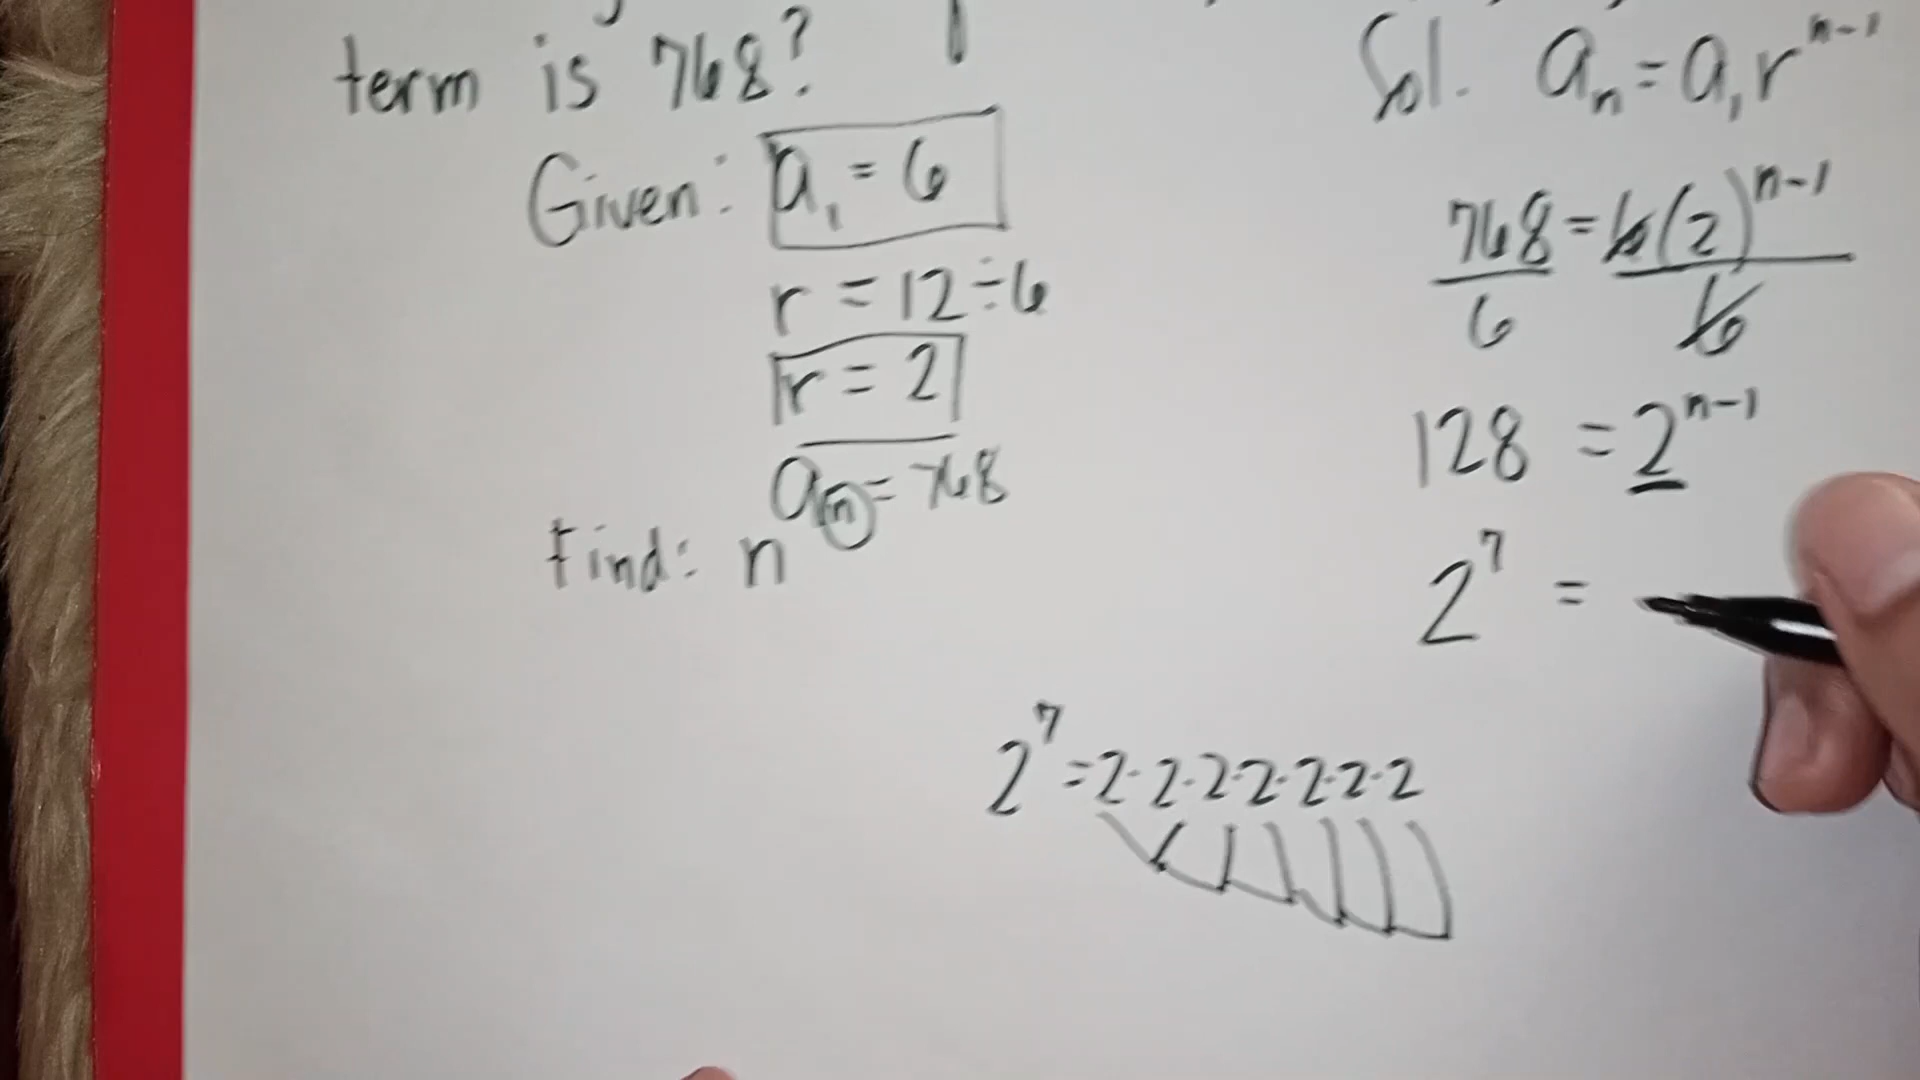 term is 768?
Given: a₁ = 6
r = 12 ÷ 6
r = 2
aₙ = 768
Find: n
Sol. aₙ = a₁rⁿ⁻¹
768 = 6(2)ⁿ⁻¹
6 6
128 = 2ⁿ⁻¹
2⁷ =
2⁷ = 2·2·2·2·2·2·2